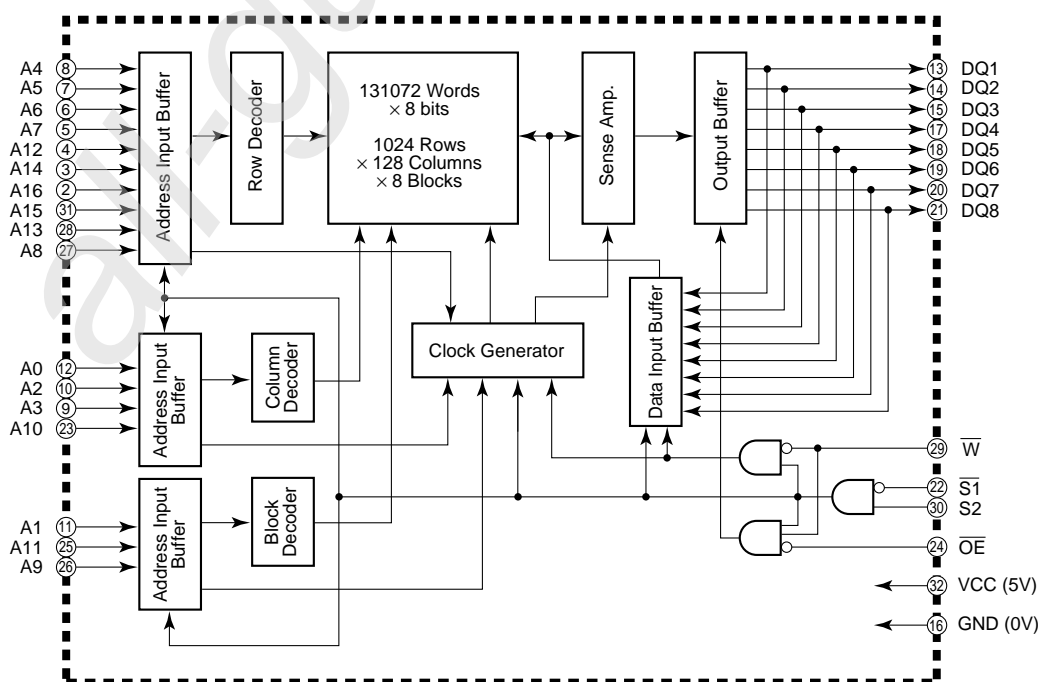 A4 8
A5 7
A6 6
A7 5
A12 4
A14 3
A16 2
A15 31
A13 28
A8 27
Address Input Buffer
Row Decoder
131072 Words
× 8 bits
1024 Rows
× 128 Columns
× 8 Blocks
Sense Amp.
Output Buffer
13 DQ1
14 DQ2
15 DQ3
17 DQ4
18 DQ5
19 DQ6
20 DQ7
21 DQ8
A0 12
A2 10
A3 9
A10 23
Address Input
Buffer
Column
Decoder
Clock Generator
Data Input Buffer
A1 11
A11 25
A9 26
Address Input
Buffer
Block
Decoder
29 W̅
22 S̅1̅
30 S2
24 O̅E̅
32 VCC (5V)
16 GND (0V)